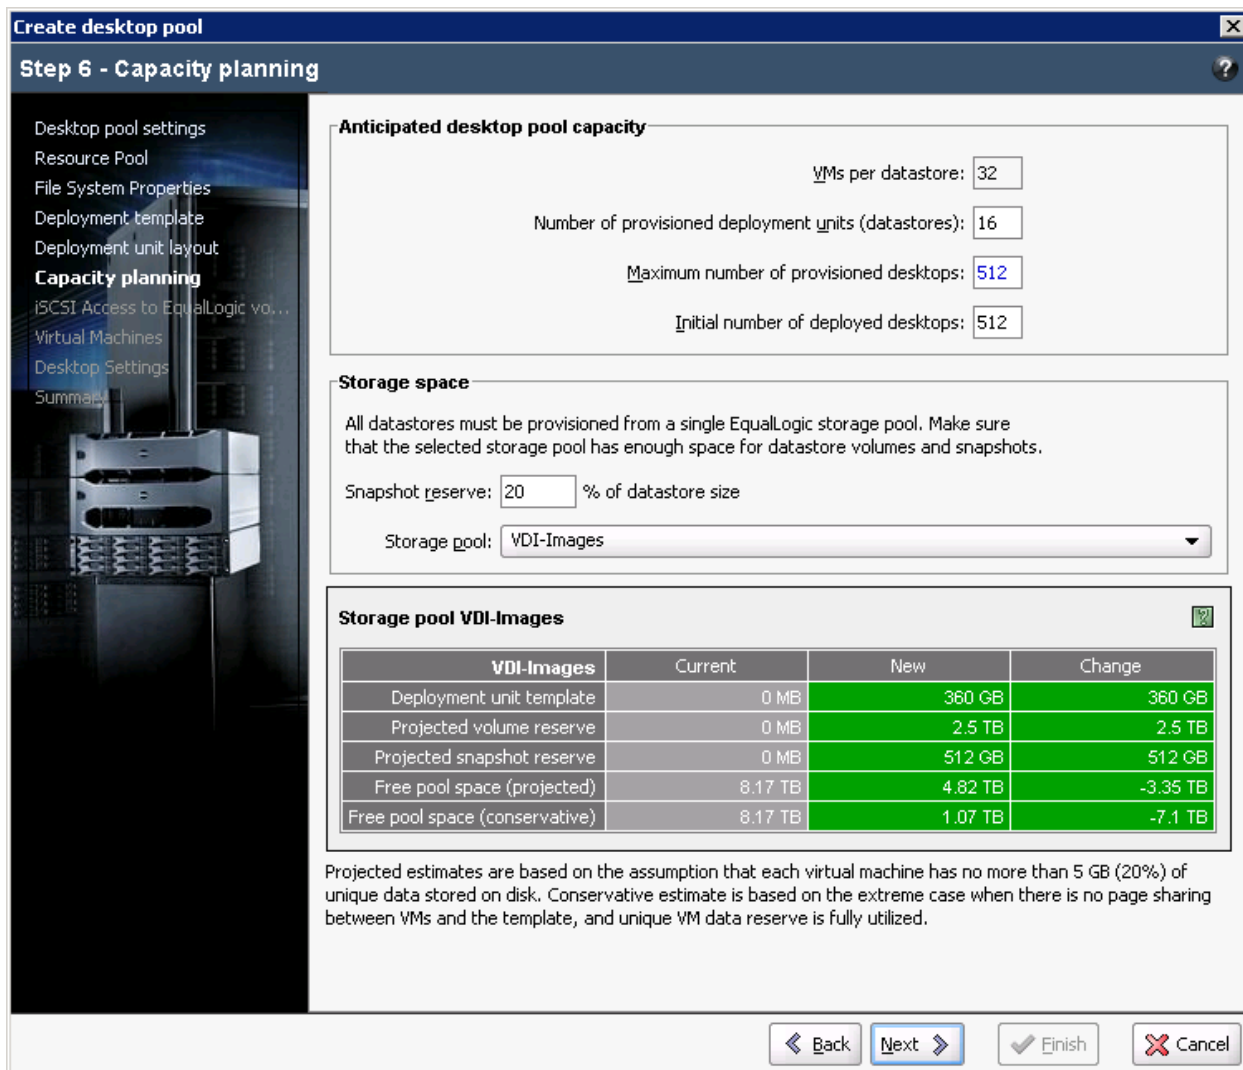 Create desktop pool
Step 6 - Capacity planning
?
Desktop pool settings
Resource Pool
File System Properties
Deployment template
Deployment unit layout
Capacity planning
iSCSI Access to EqualLogic vo...
Virtual Machines
Desktop Settings
Summary
Anticipated desktop pool capacity
VMs per datastore: 32
Number of provisioned deployment units (datastores): 16
Maximum number of provisioned desktops: 512
Initial number of deployed desktops: 512
Storage space
All datastores must be provisioned from a single EqualLogic storage pool. Make sure
that the selected storage pool has enough space for datastore volumes and snapshots.
Snapshot reserve: 20 % of datastore size
Storage pool: VDI-Images
Storage pool VDI-Images
?
VDI-Images Current New Change
Deployment unit template 0 MB 360 GB 360 GB
Projected volume reserve 0 MB 2.5 TB 2.5 TB
Projected snapshot reserve 0 MB 512 GB 512 GB
Free pool space (projected) 8.17 TB 4.82 TB -3.35 TB
Free pool space (conservative) 8.17 TB 1.07 TB -7.1 TB
Projected estimates are based on the assumption that each virtual machine has no more than 5 GB (20%) of
unique data stored on disk. Conservative estimate is based on the extreme case when there is no page sharing
between VMs and the template, and unique VM data reserve is fully utilized.
Back Next Finish Cancel